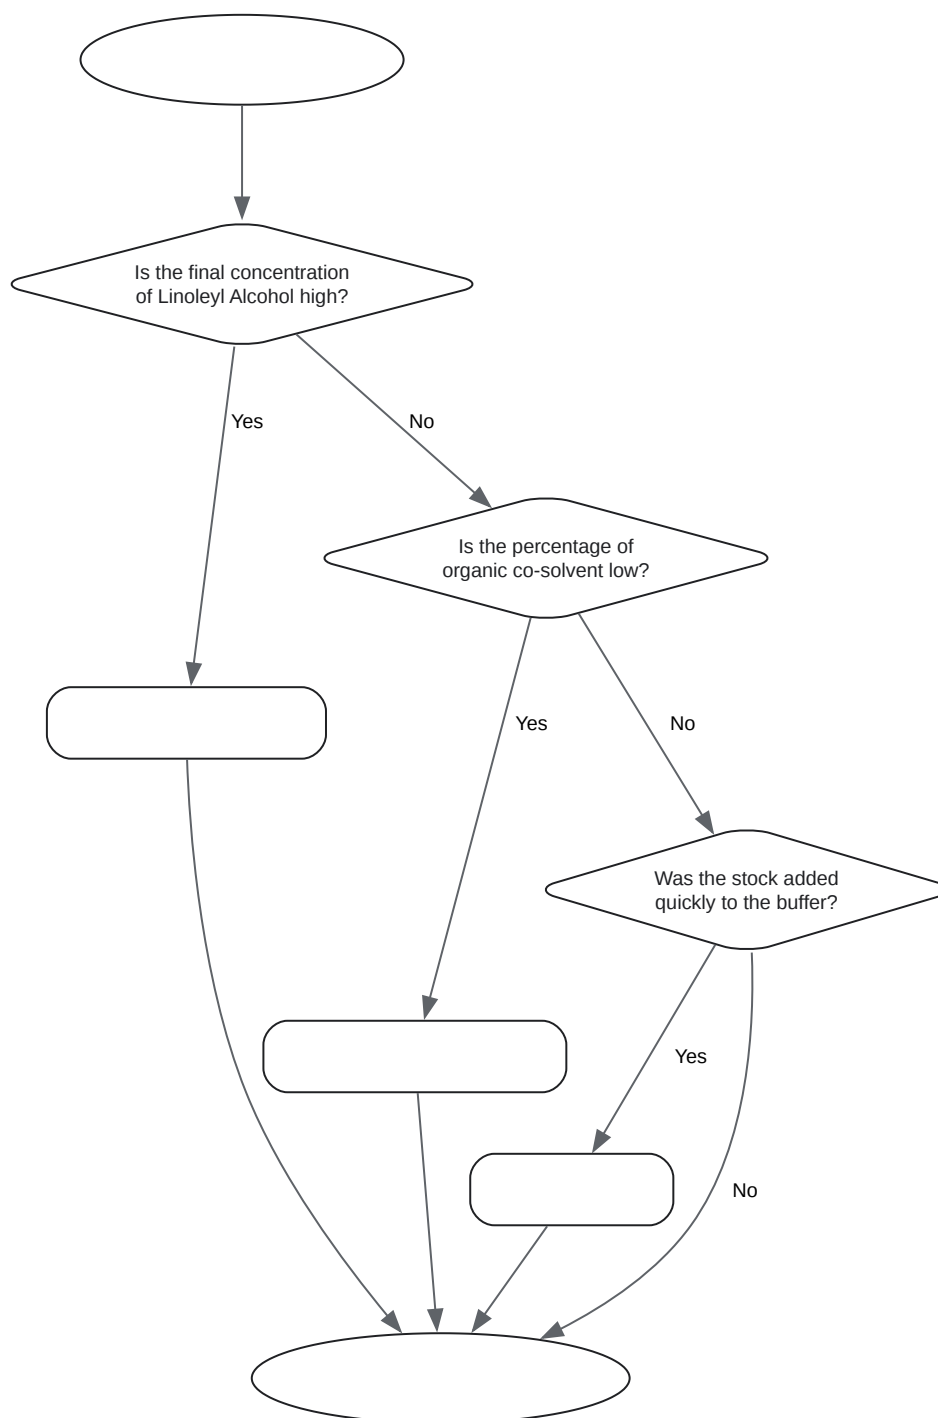 Is the final concentration
of Linoleyl Alcohol high?
Yes
No
Is the percentage of
organic co-solvent low?
Yes
No
Was the stock added
quickly to the buffer?
Yes
No